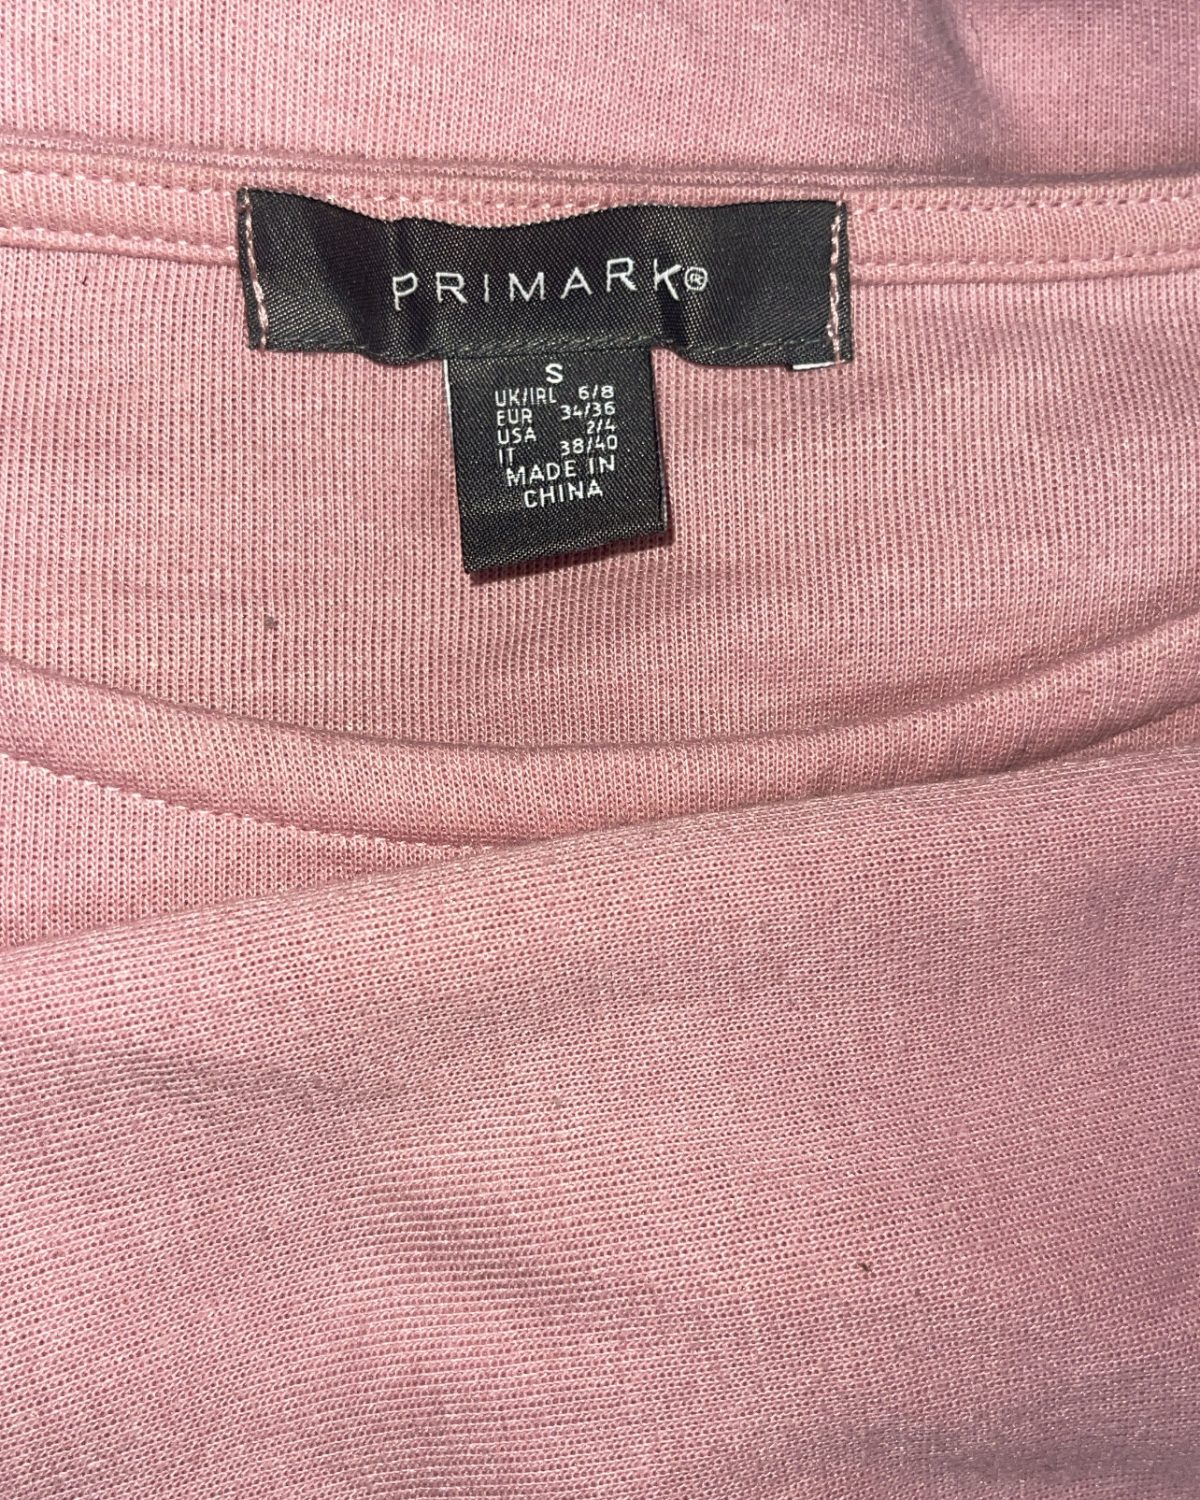 PRIMARK®
S
UK/IRL 6/8
EUR 34/36
USA 2/4
IT 38/40
MADE IN
CHINA